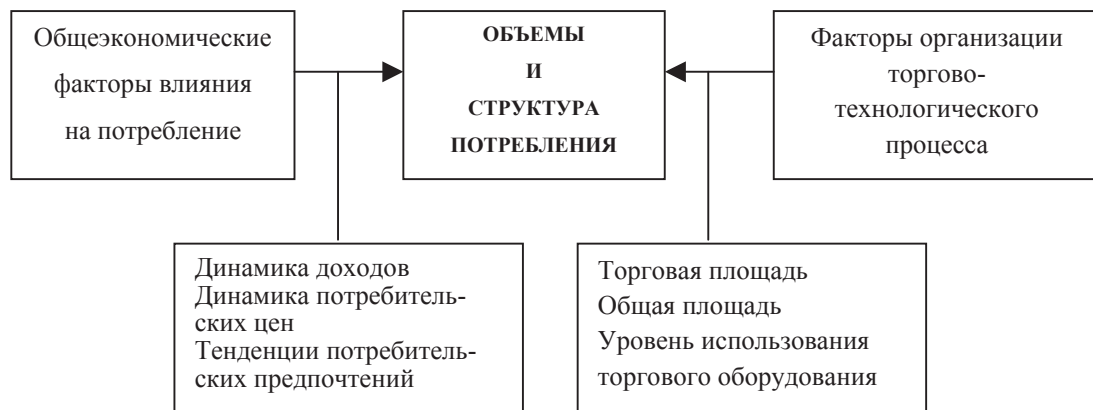 Общеэкономические
факторы влияния
на потребление
ОБЪЕМЫ
И
СТРУКТУРА
ПОТРЕБЛЕНИЯ
Факторы организации
торгово-
технологического
процесса
Динамика доходов
Динамика потребитель-
ских цен
Тенденции потребитель-
ских предпочтений
Торговая площадь
Общая площадь
Уровень использования
торгового оборудования